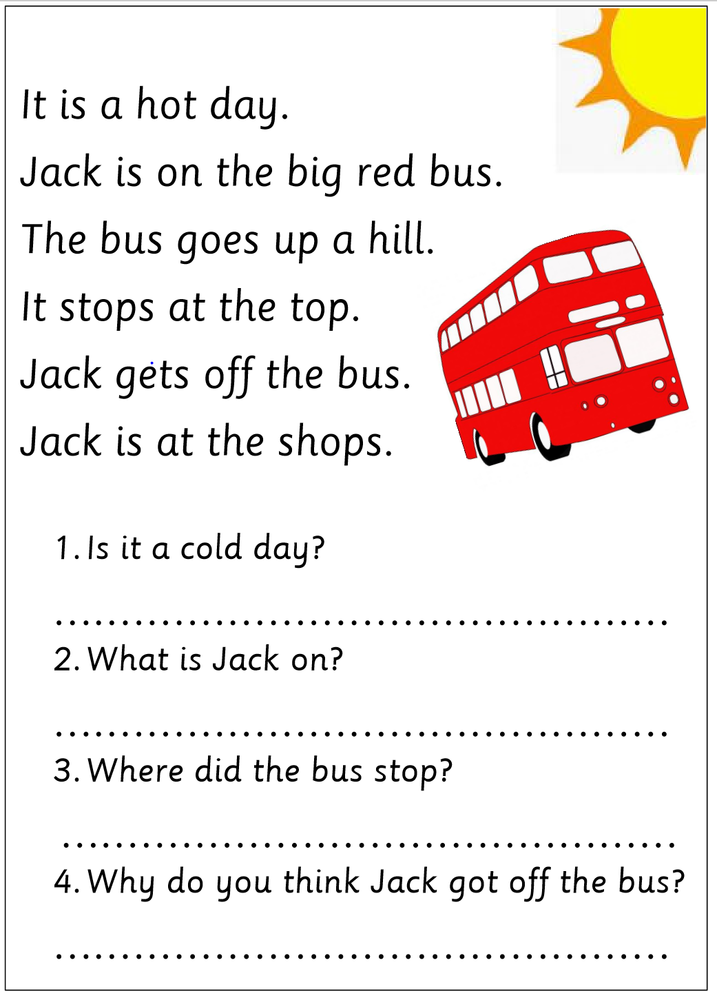 It is a hot day.
Jack is on the big red bus.
The bus goes up a hill.
It stops at the top.
Jack gets off the bus.
Jack is at the shops.
1. Is it a cold day?
................................................
2. What is Jack on?
................................................
3. Where did the bus stop?
................................................
4. Why do you think Jack got off the bus?
................................................